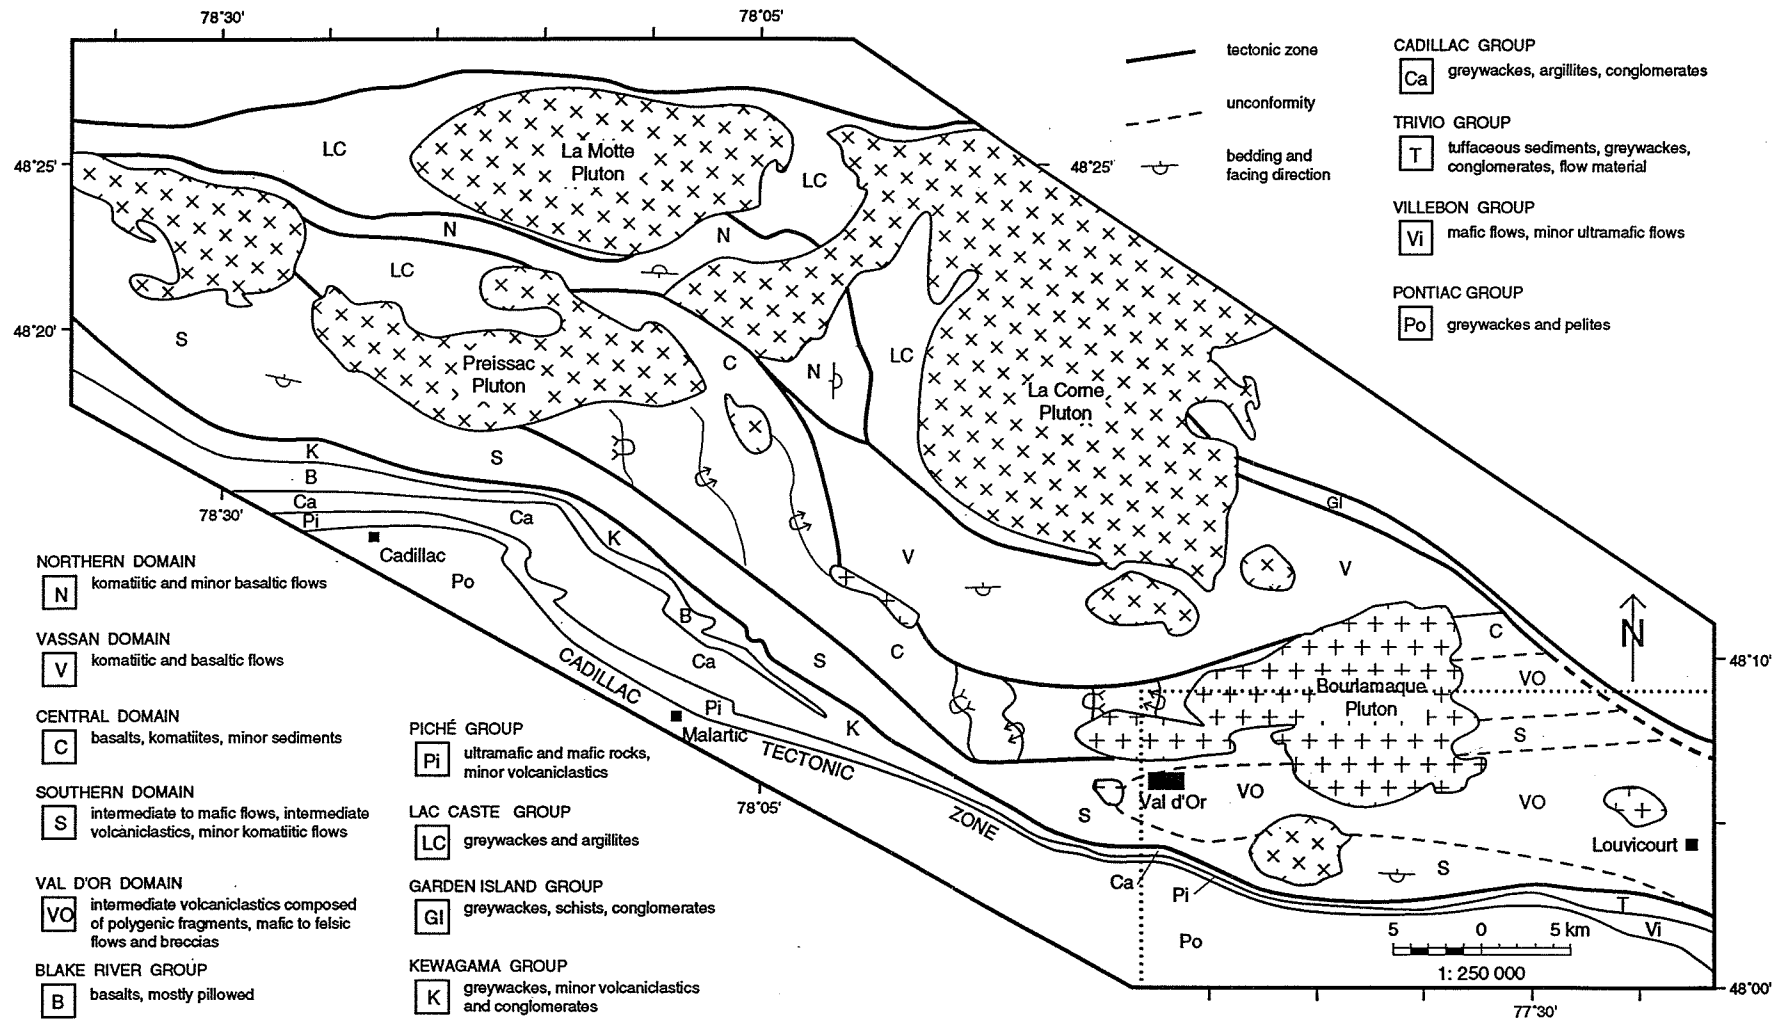 78°30'
78°05'
tectonic zone
unconformity
bedding and
facing direction
CADILLAC GROUP
Ca
greywackes, argillites, conglomerates
TRIVIO GROUP
T
tuffaceous sediments, greywackes,
conglomerates, flow material
VILLEBON GROUP
Vi
mafic flows, minor ultramafic flows
PONTIAC GROUP
Po
greywackes and pelites
48°25'
48°25'
LC
La Motte
Pluton
LC
N
N
LC
48°20'
S
Preissac
Pluton
C
N
LC
La Corne
Pluton
K
S
B
Ca
Pi
Ca
K
GI
78°30'
Cadillac
Po
V
V
B
Ca
S
C
C
VO
N
48°10'
Bourlamaque
Pluton
CADILLAC
Pi
Malartic
K
TECTONIC
S
78°05'
ZONE
S
Val d'Or
VO
VO
Louvicourt
S
Ca
Pi
T
Vi
Po
5 0 5 km
1: 250 000
48°00'
77°30'
NORTHERN DOMAIN
N
komatiitic and minor basaltic flows
VASSAN DOMAIN
V
komatiitic and basaltic flows
CENTRAL DOMAIN
C
basalts, komatiites, minor sediments
SOUTHERN DOMAIN
S
intermediate to mafic flows, intermediate
volcaniclastics, minor komatiitic flows
VAL D'OR DOMAIN
VO
intermediate volcaniclastics composed
of polygenic fragments, mafic to felsic
flows and breccias
BLAKE RIVER GROUP
B
basalts, mostly pillowed
PICHÉ GROUP
Pi
ultramafic and mafic rocks,
minor volcaniclastics
LAC CASTE GROUP
LC
greywackes and argillites
GARDEN ISLAND GROUP
GI
greywackes, schists, conglomerates
KEWAGAMA GROUP
K
greywackes, minor volcaniclastics
and conglomerates